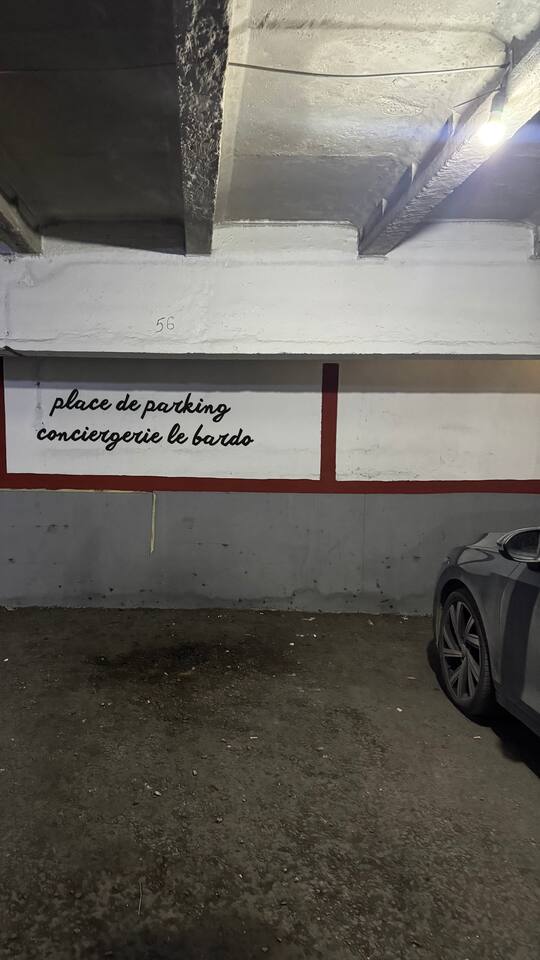 56
place de parking
conciergerie le bardo